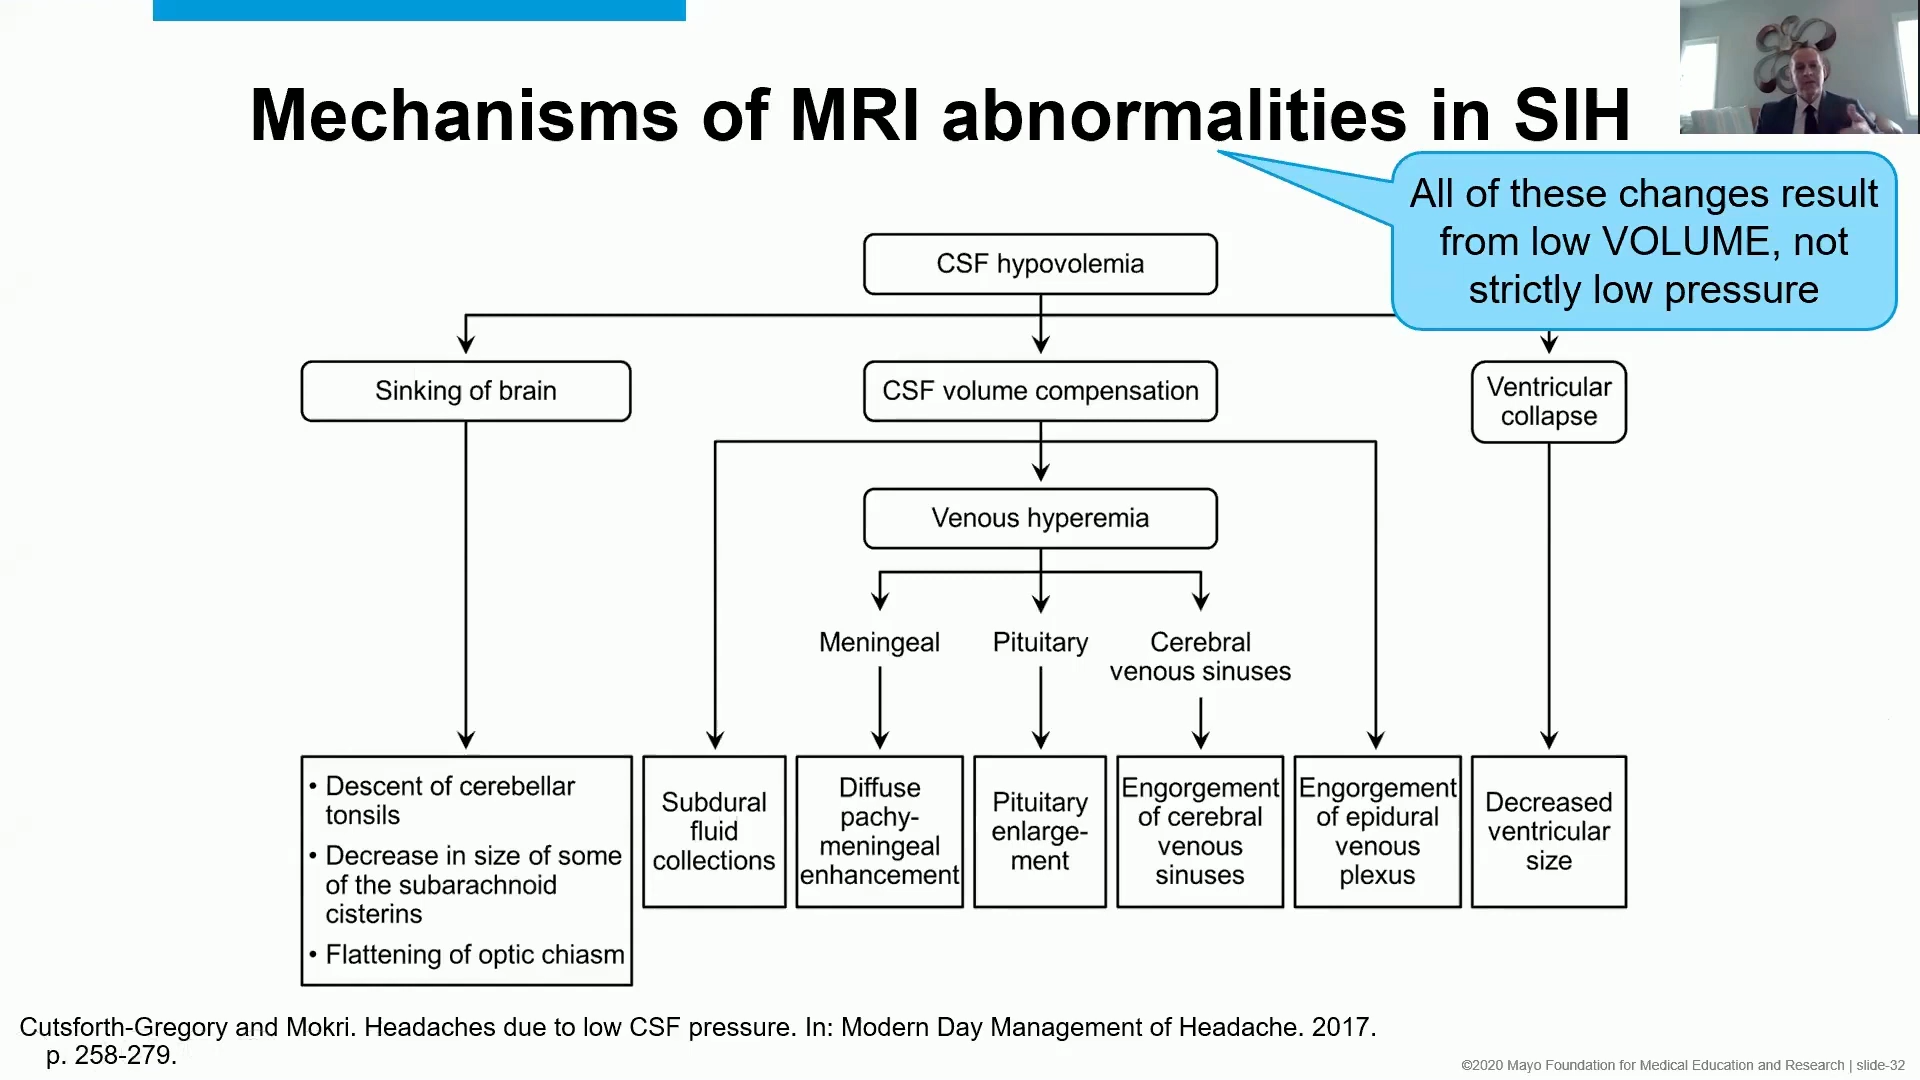 Mechanisms of MRI abnormalities in SIH
All of these changes result
from low VOLUME, not
strictly low pressure
CSF hypovolemia
Sinking of brain
CSF volume compensation
Ventricular
collapse
Venous hyperemia
Meningeal
Pituitary
Cerebral
venous sinuses
• Descent of cerebellar
tonsils
• Decrease in size of some
of the subarachnoid
cisterins
• Flattening of optic chiasm
Subdural
fluid
collections
Diffuse
pachy-
meningeal
enhancement
Pituitary
enlarge-
ment
Engorgement
of cerebral
venous
sinuses
Engorgement
of epidural
venous
plexus
Decreased
ventricular
size
Cutsforth-Gregory and Mokri. Headaches due to low CSF pressure. In: Modern Day Management of Headache. 2017.
p. 258-279.
©2020 Mayo Foundation for Medical Education and Research | slide-32